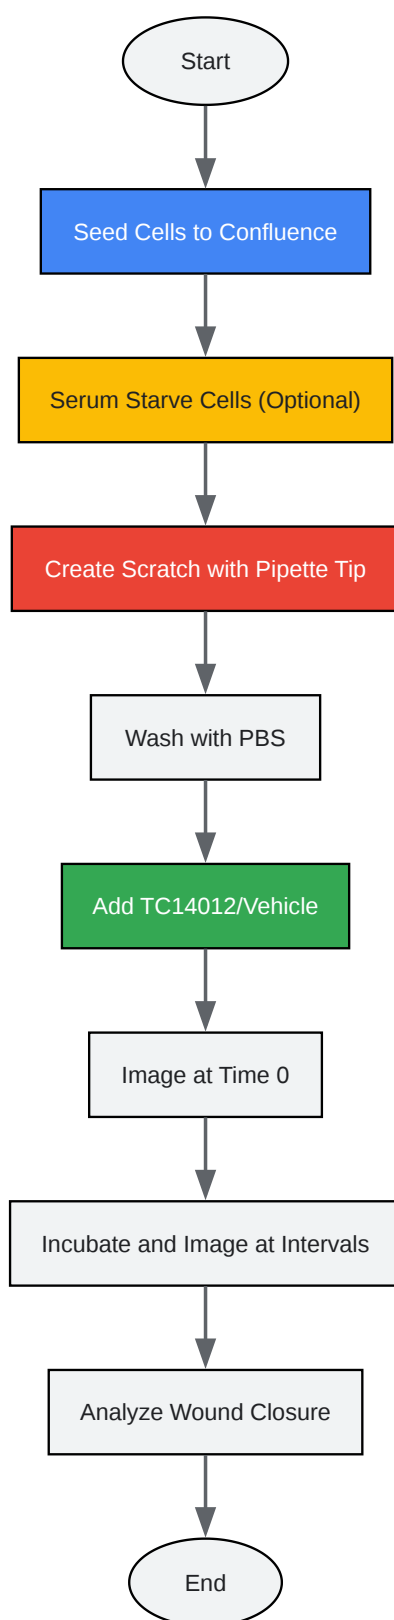 Start
Seed Cells to Confluence
Serum Starve Cells (Optional)
Create Scratch with Pipette Tip
Wash with PBS
Add TC14012/Vehicle
Image at Time 0
Incubate and Image at Intervals
Analyze Wound Closure
End